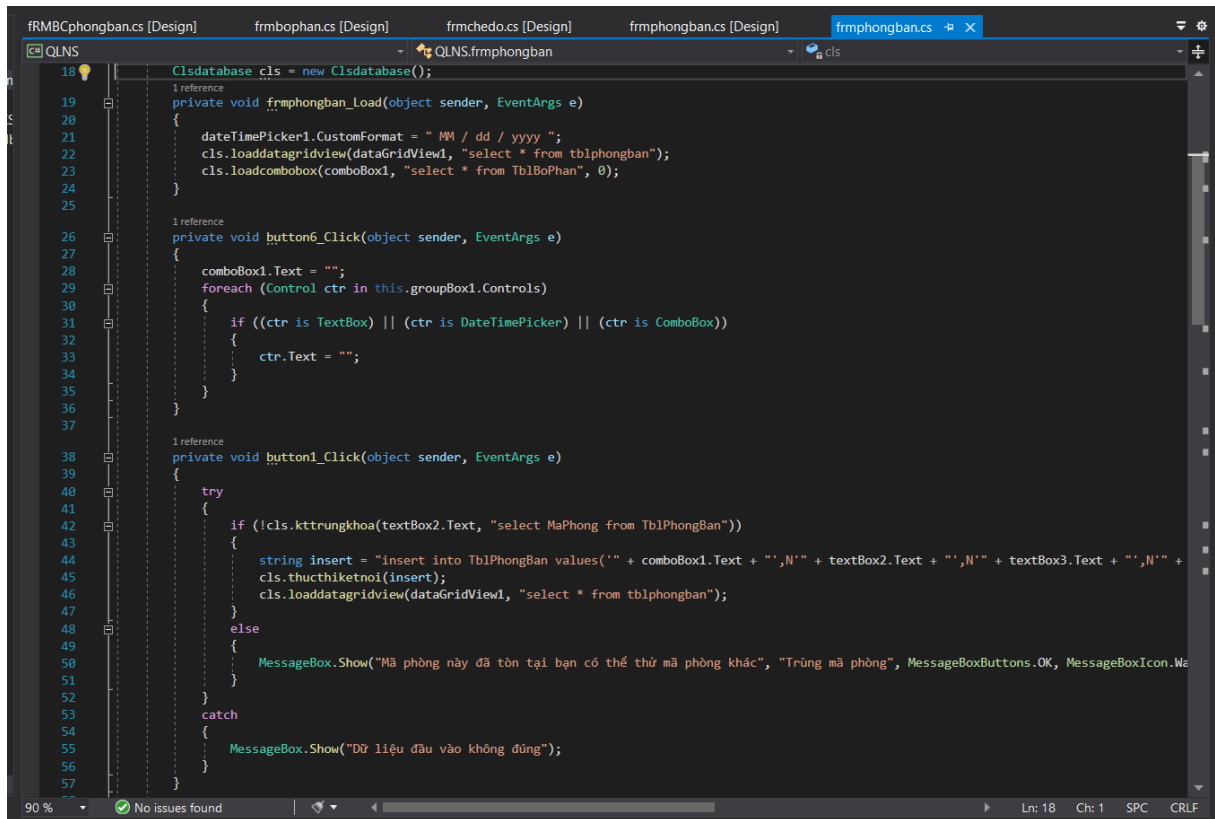 fRMBCphongban.cs [Design] frmbophan.cs [Design] frmchedo.cs [Design] frmphongban.cs [Design] frmphongban.cs
C# QLNS QLNS.frmphongban cls
18 Clsdatabase cls = new Clsdatabase();
1 reference
19 private void frmphongban_Load(object sender, EventArgs e)
20 {
21 dateTimePicker1.CustomFormat = " MM / dd / yyyy ";
22 cls.loaddatagridview(dataGridView1, "select * from tblphongban");
23 cls.loadcombobox(comboBox1, "select * from TblBoPhan", 0);
24 }
25
1 reference
26 private void button6_Click(object sender, EventArgs e)
27 {
28 comboBox1.Text = "";
29 foreach (Control ctr in this.groupBox1.Controls)
30 {
31 if ((ctr is TextBox) || (ctr is DateTimePicker) || (ctr is ComboBox))
32 {
33 ctr.Text = "";
34 }
35 }
36 }
37
1 reference
38 private void button1_Click(object sender, EventArgs e)
39 {
40 try
41 {
42 if (!cls.kttrungkhoa(textBox2.Text, "select MaPhong from TblPhongBan"))
43 {
44 string insert = "insert into TblPhongBan values('" + comboBox1.Text + "',N'" + textBox2.Text + "',N'" + textBox3.Text + "',N'" +
45 cls.thucthiketnoi(insert);
46 cls.loaddatagridview(dataGridView1, "select * from tblphongban");
47 }
48 else
49 {
50 MessageBox.Show("Mã phòng này đã tồn tại bạn có thể thử mã phòng khác", "Trùng mã phòng", MessageBoxButtons.OK, MessageBoxIcon.Wa
51 }
52 }
53 catch
54 {
55 MessageBox.Show("Dữ liệu đầu vào không đúng");
56 }
57 }
90 % No issues found Ln: 18 Ch: 1 SPC CRLF